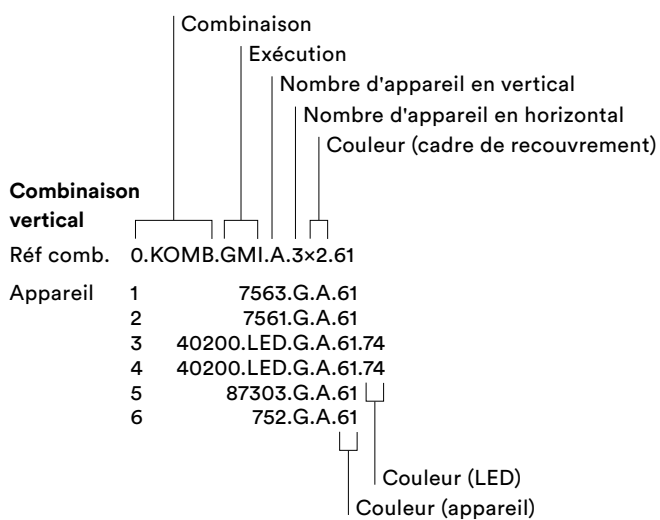 Combinaison
Exécution
Nombre d'appareil en vertical
Nombre d'appareil en horizontal
Couleur (cadre de recouvrement)
Combinaison
vertical
Réf comb. 0.KOMB.GMI.A.3×2.61
Appareil 1 7563.G.A.61
2 7561.G.A.61
3 40200.LED.G.A.61.74
4 40200.LED.G.A.61.74
5 87303.G.A.61
6 752.G.A.61
Couleur (LED)
Couleur (appareil)